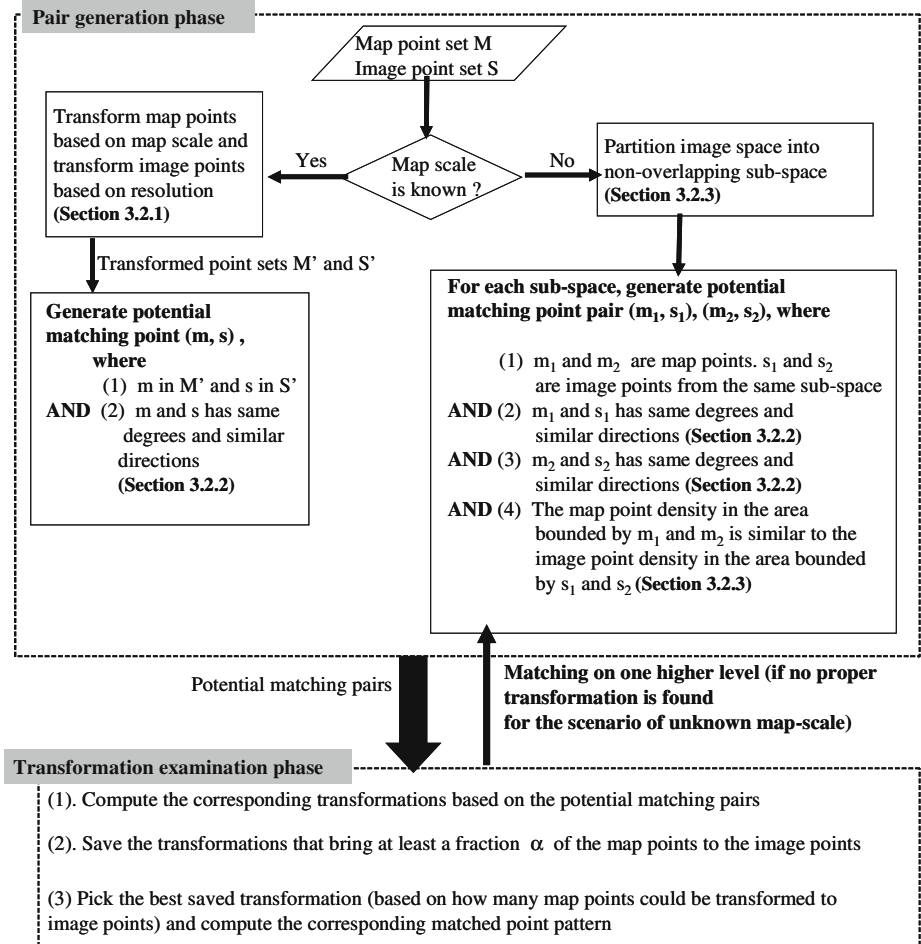 Pair generation phase
Map point set M
Image point set S
Transform map points
based on map scale and
transform image points
based on resolution
(Section 3.2.1)
Yes
Map scale
is known ?
No
Partition image space into
non-overlapping sub-space
(Section 3.2.3)
Transformed point sets M’ and S’
Generate potential
matching point (m, s) ,
where
(1) m in M’ and s in S’
AND (2) m and s has same
degrees and similar
directions
(Section 3.2.2)
For each sub-space, generate potential
matching point pair (m₁, s₁), (m₂, s₂), where
(1) m₁ and m₂ are map points. s₁ and s₂
are image points from the same sub-space
AND (2) m₁ and s₁ has same degrees and
similar directions (Section 3.2.2)
AND (3) m₂ and s₂ has same degrees and
similar directions (Section 3.2.2)
AND (4) The map point density in the area
bounded by m₁ and m₂ is similar to the
image point density in the area bounded
by s₁ and s₂ (Section 3.2.3)
Potential matching pairs
Matching on one higher level (if no proper
transformation is found
for the scenario of unknown map-scale)
Transformation examination phase
(1). Compute the corresponding transformations based on the potential matching pairs
(2). Save the transformations that bring at least a fraction α of the map points to the image points
(3) Pick the best saved transformation (based on how many map points could be transformed to
image points) and compute the corresponding matched point pattern